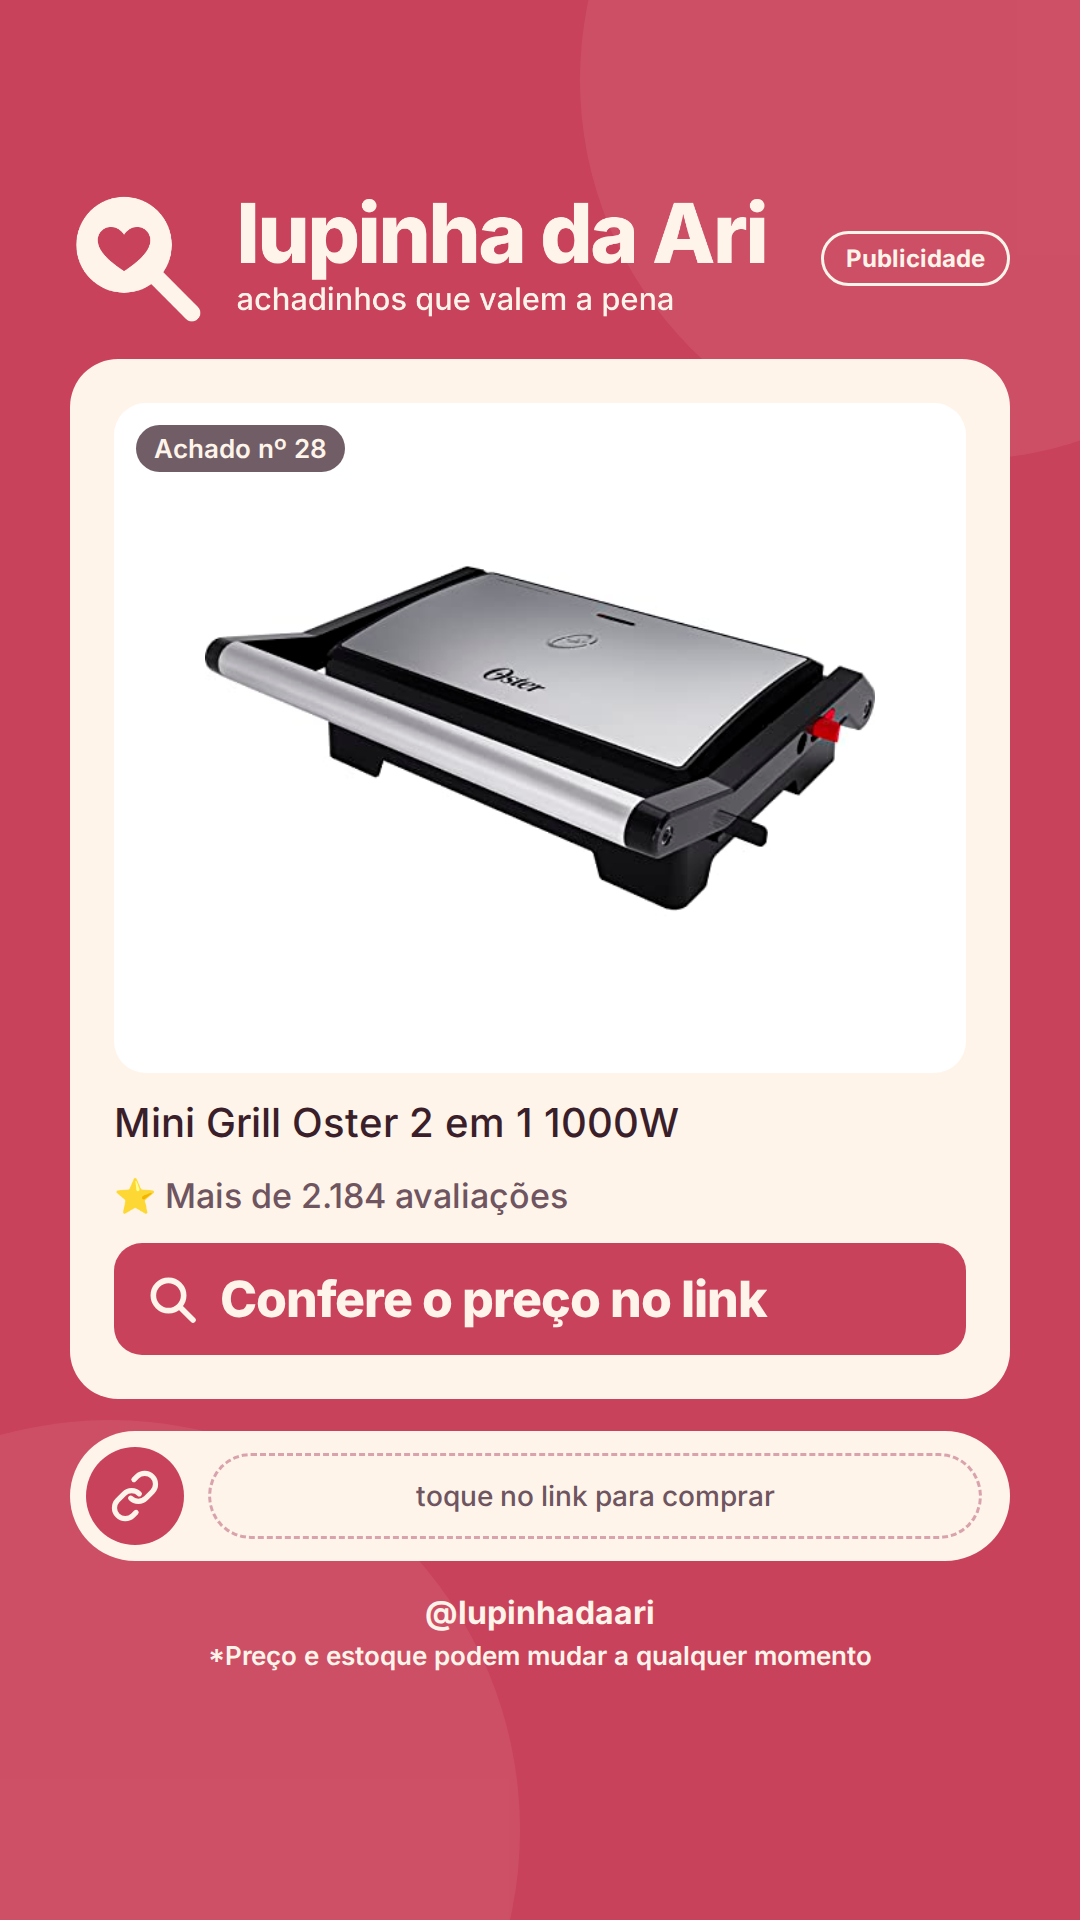 lupinha da Ari
achadinhos que valem a pena
Publicidade
Achado nº 28
Oster
Mini Grill Oster 2 em 1 1000W
⭐ Mais de 2.184 avaliações
Confere o preço no link
toque no link para comprar
@lupinhadaari
*Preço e estoque podem mudar a qualquer momento